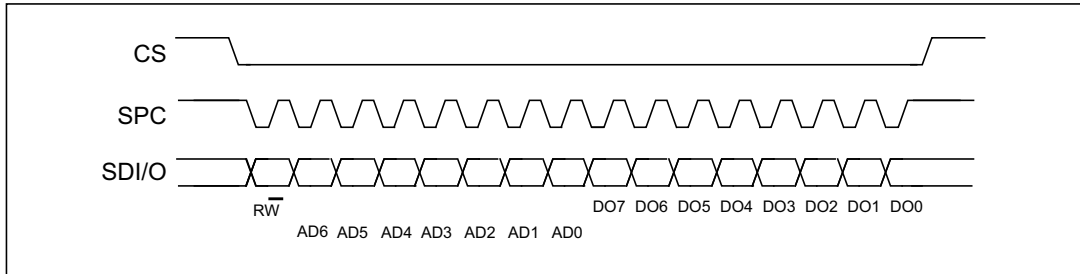 CS
SPC
SDI/O
RW̅
DO7 DO6 DO5 DO4 DO3 DO2 DO1 DO0
AD6 AD5 AD4 AD3 AD2 AD1 AD0